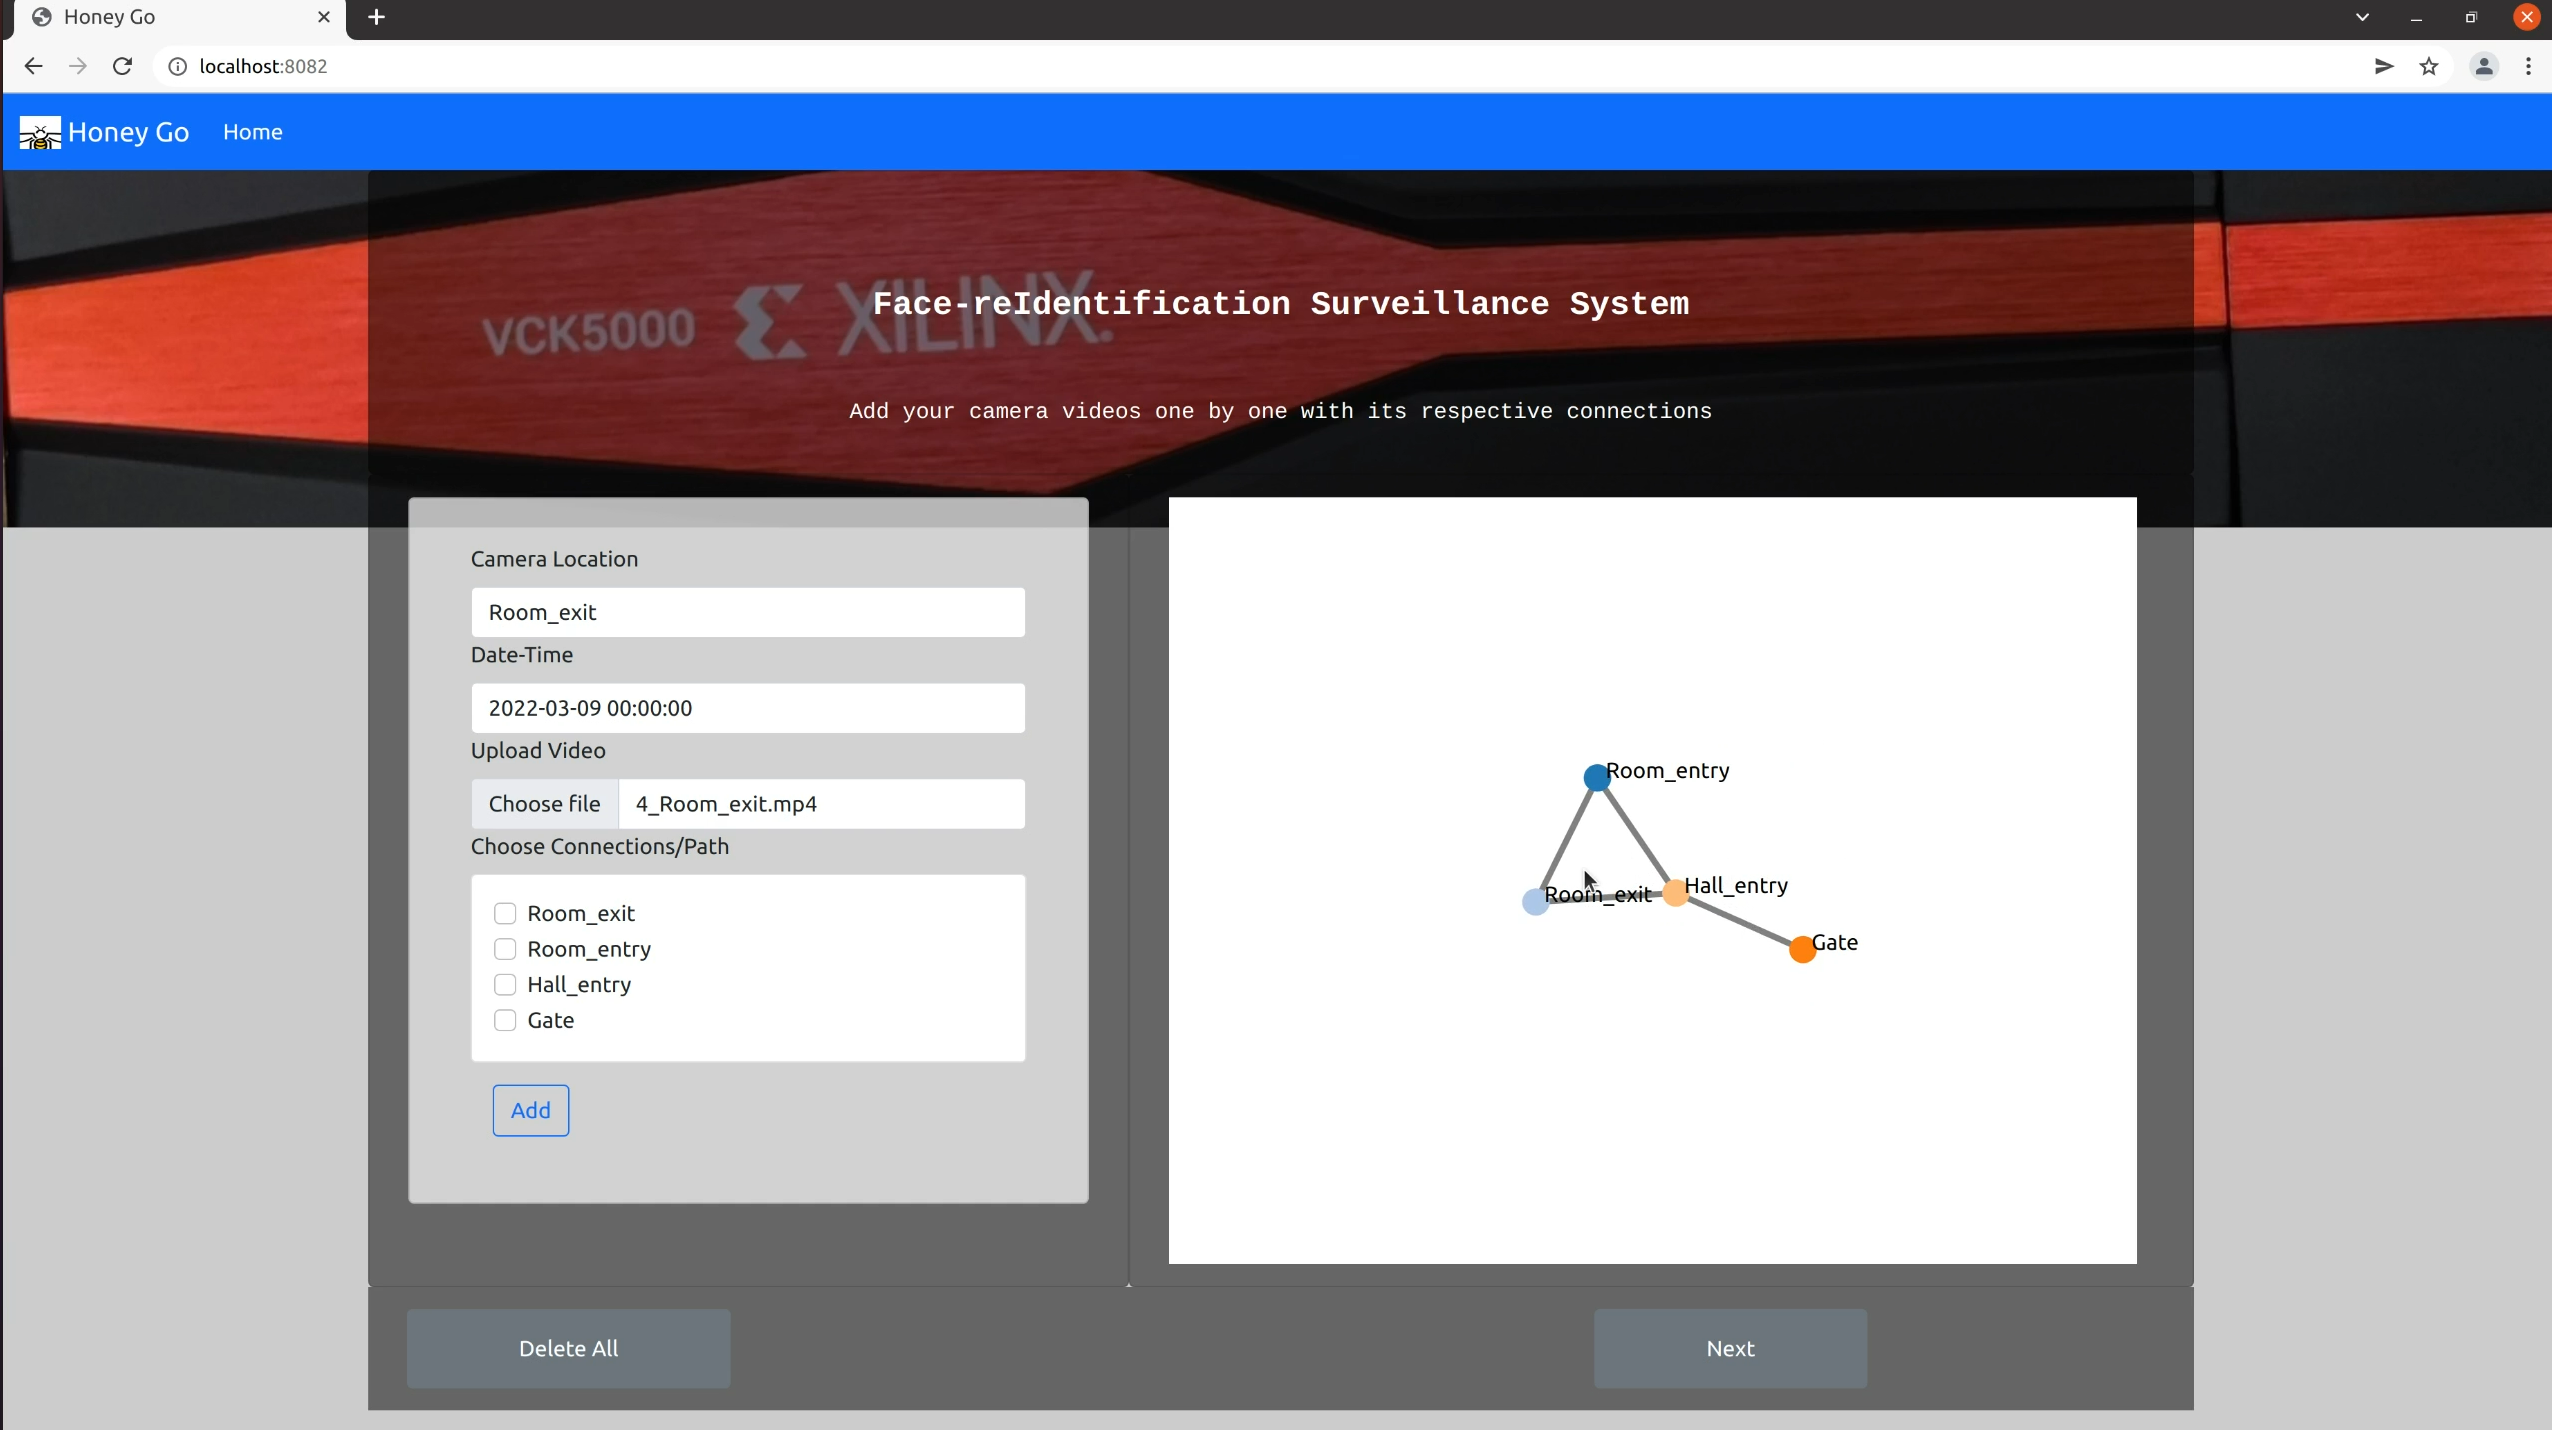 Honey Go
localhost:8082
Honey Go Home
VCK5000 XILINX
Face-reIdentification Surveillance System
Add your camera videos one by one with its respective connections
Camera Location
Room_exit
Date-Time
2022-03-09 00:00:00
Upload Video
Choose file 4_Room_exit.mp4
Choose Connections/Path
Room_exit
Room_entry
Hall_entry
Gate
Add
Room_entry
Room_exit
Hall_entry
Gate
Delete All
Next